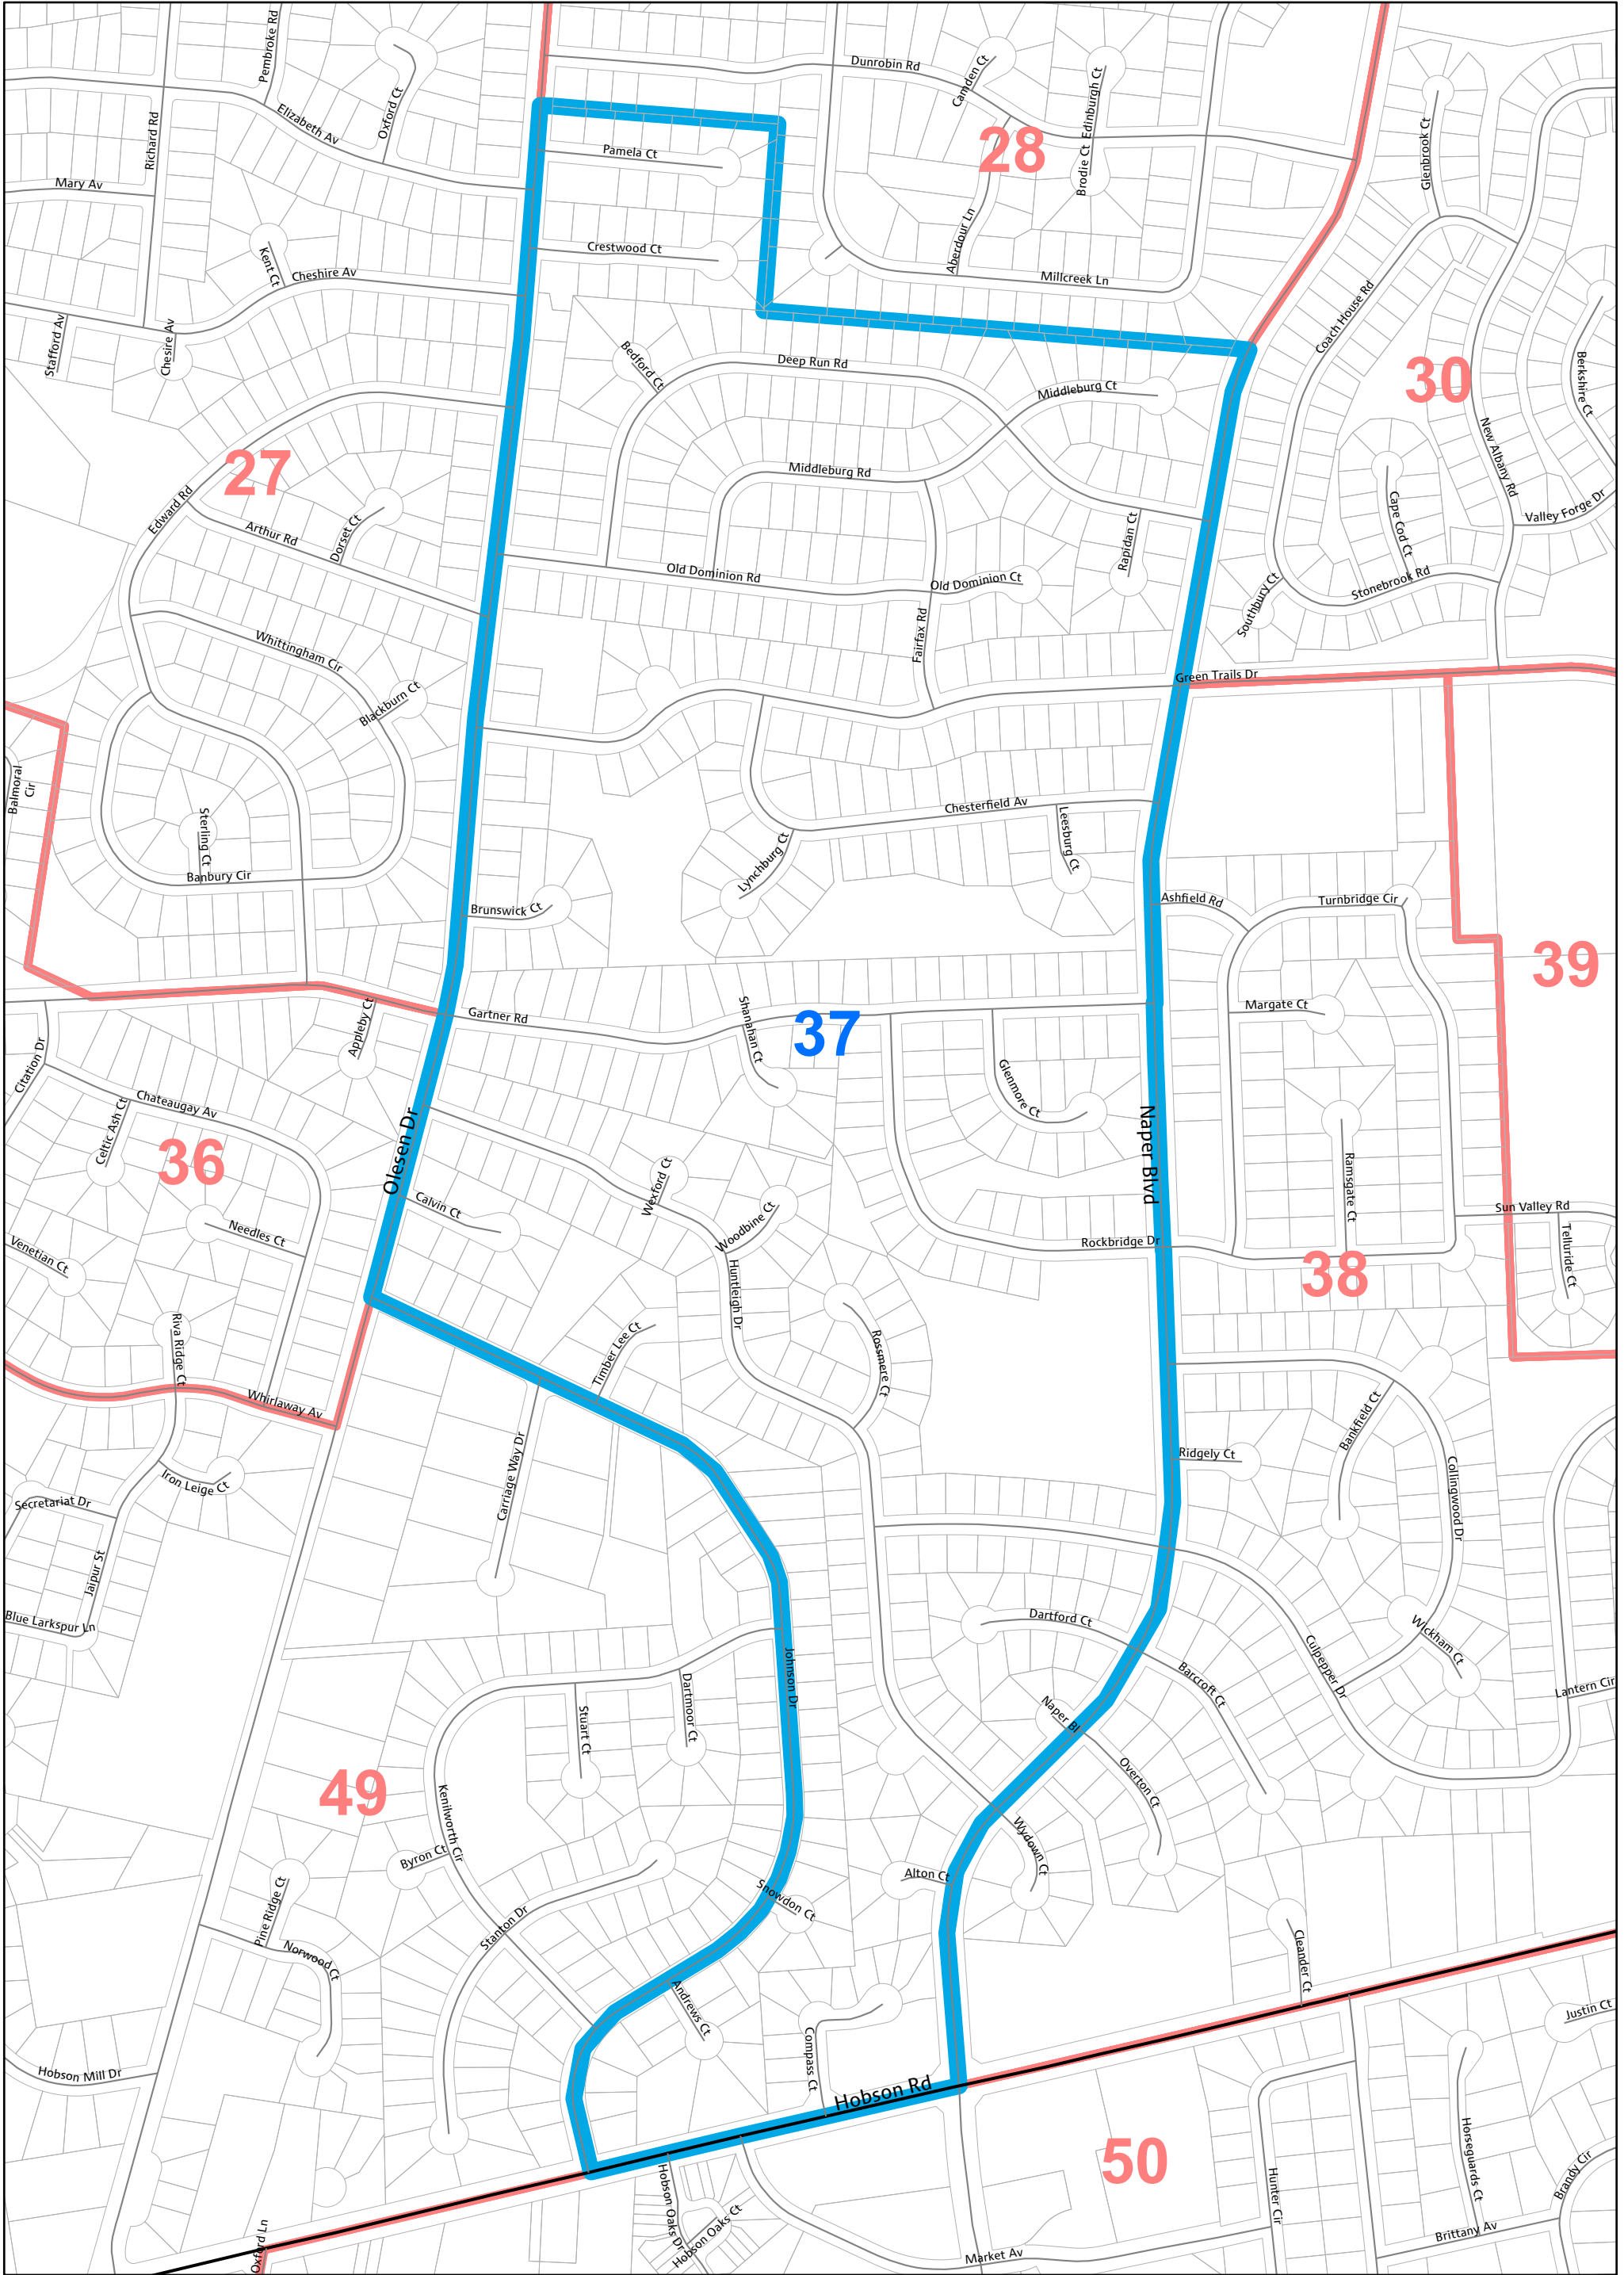 Pembroke Rd
Dunrobin Rd
Camden Ct
Edinburgh Ct
Oxford Ct
Elizabeth Av
Richard Rd
28
Glenbrook Ct
Pamela Ct
Brodie Ct
Mary Av
Aberdour Ln
Crestwood Ct
Kent Ct
Cheshire Av
Millcreek Ln
Coach House Rd
Stafford Av
Chesire Av
Bedford Ct
Deep Run Rd
Middleburg Ct
30
Berkshire Ct
27
Middleburg Rd
New Albany Rd
Edward Rd
Arthur Rd
Dorset Ct
Valley Forge Dr
Cape Cod Ct
Rapidan Ct
Old Dominion Rd
Old Dominion Ct
Stonebrook Rd
Southbury Ct
Whittingham Cir
Fairfax Rd
Green Trails Dr
Blackburn Ct
Balmoral
Cir
Chesterfield Av
Sterling Ct
Leesburg Ct
Lynchburg Ct
Banbury Cir
Ashfield Rd
Turnbridge Cir
Brunswick Ct
39
Margate Ct
Gartner Rd
Shanahan Ct
37
Appleby Ct
Citation Dr
Glenmore Ct
Chateaugay Av
Celtic Ash Ct
36
Olesen Dr
Naper Blvd
Ramsgate Ct
Wexford Ct
Calvin Ct
Woodbine Ct
Sun Valley Rd
Needles Ct
Telluride Ct
Venetian Ct
Rockbridge Dr
38
Huntleigh Dr
Riva Ridge Ct
Timber Lee Ct
Rossmere Ct
Whirlaway Av
Bankfield Ct
Ridgely Ct
Carriage Way Dr
Iron Leige Ct
Collingwood Dr
Secretariat Dr
Jaipur St
Blue Larkspur Ln
Dartford Ct
Wickham Ct
Johnson Dr
Culpepper Dr
Barcroft Ct
Dartmoor Ct
Stuart Ct
Lantern Cir
Naper Bl
49
Overton Ct
Kenilworth Cir
Wydown Ct
Byron Ct
Alton Ct
Snowdon Ct
Pine Ridge Ct
Stanton Dr
Norwood Ct
Cleander Ct
Andrews Ct
Justin Ct
Compass Ct
Hobson Mill Dr
Hobson Rd
50
Horseguards Ct
Hunter Cir
Brandy Cir
Hobson Oaks Dr
Hobson Oaks Ct
Oxford Ln
Brittany Av
Market Av